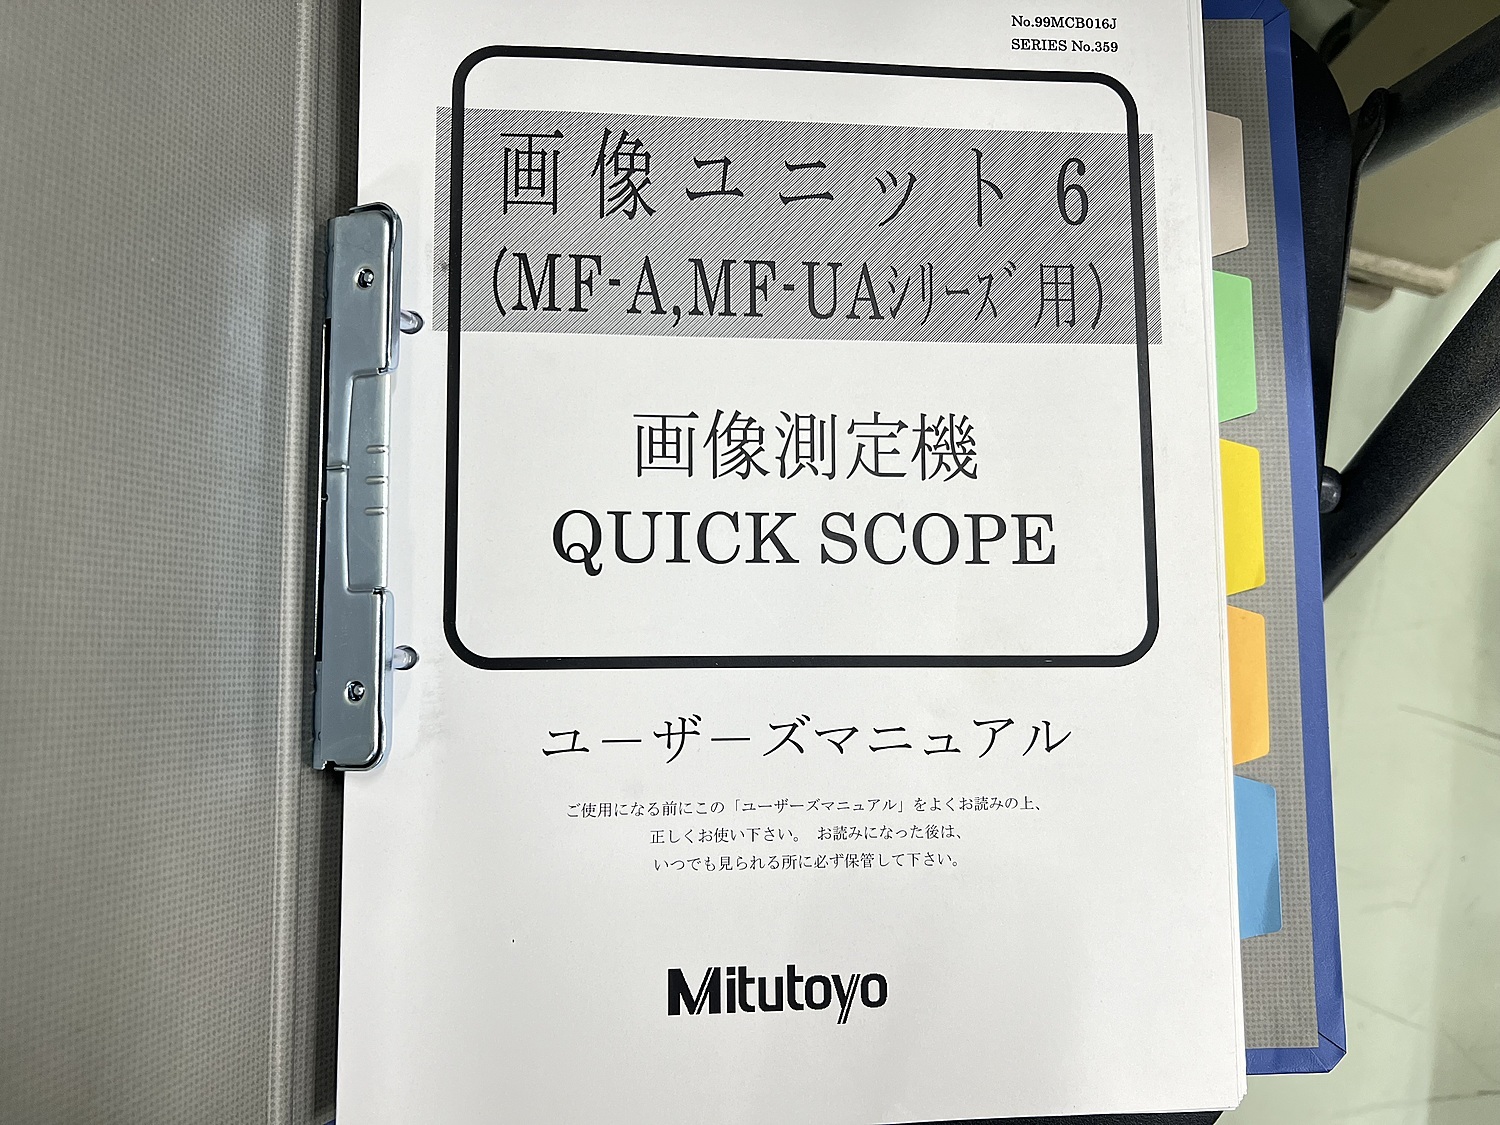 No.99MCB016J
SERIES No.359
画像ユニット6
(MF-A,MF-UAシリーズ用)
画像測定機
QUICK SCOPE
ユーザーズマニュアル
ご使用になる前にこの「ユーザーズマニュアル」をよくお読みの上、
正しくお使い下さい。 お読みになった後は、
いつでも見られる所に必ず保管して下さい。
Mitutoyo